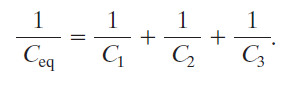 1/C_eq = 1/C_1 + 1/C_2 + 1/C_3.